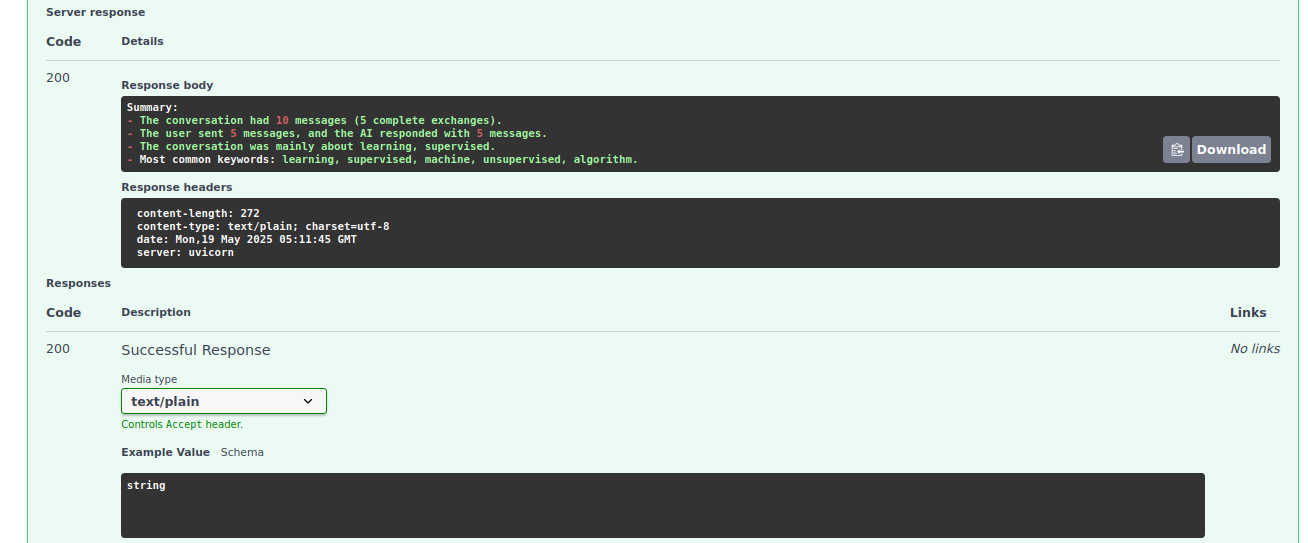 Server response
Code Details
200
Response body
Summary:
- The conversation had 10 messages (5 complete exchanges).
- The user sent 5 messages, and the AI responded with 5 messages.
- The conversation was mainly about learning, supervised.
- Most common keywords: learning, supervised, machine, unsupervised, algorithm.
Download
Response headers
content-length: 272
content-type: text/plain; charset=utf-8
date: Mon,19 May 2025 05:11:45 GMT
server: uvicorn
Responses
Code Description Links
200 Successful Response No links
Media type
text/plain
Controls Accept header.
Example Value Schema
string